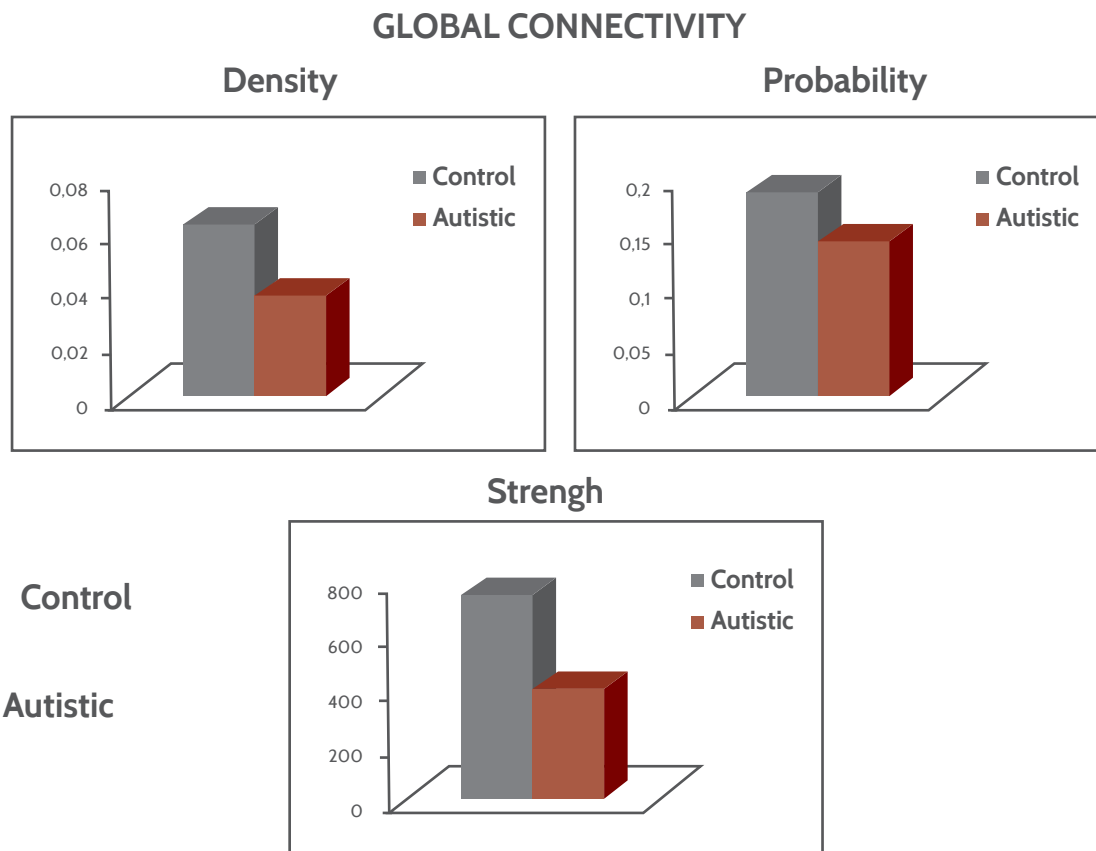 GLOBAL CONNECTIVITY
Density
0,08
0,06
0,04
0,02
0
Control
Autistic
Probability
0,2
0,15
0,1
0,05
0
Control
Autistic
Strengh
Control
Autistic
800
600
400
200
0
Control
Autistic